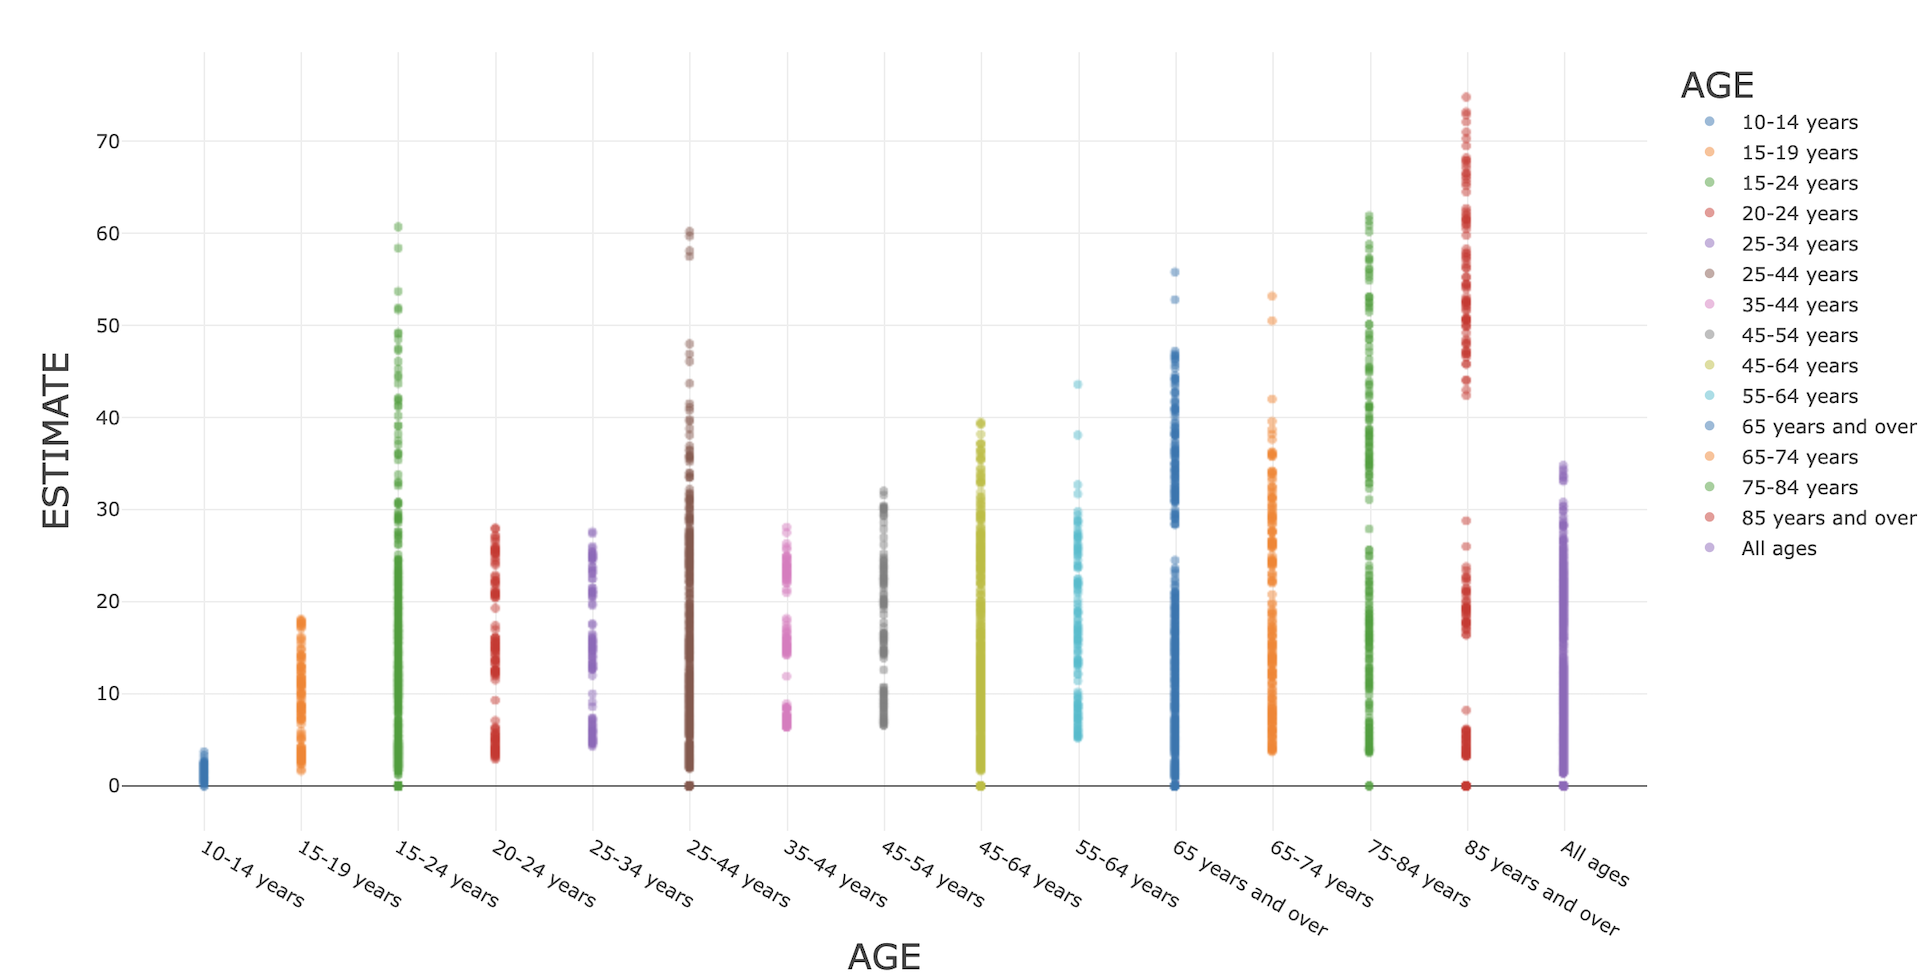 70
60
50
40
30
20
10
0
ESTIMATE
10-14 years
15-19 years
15-24 years
20-24 years
25-34 years
25-44 years
35-44 years
45-54 years
45-64 years
55-64 years
65 years and over
65-74 years
75-84 years
85 years and over
All ages
AGE
AGE
10-14 years
15-19 years
15-24 years
20-24 years
25-34 years
25-44 years
35-44 years
45-54 years
45-64 years
55-64 years
65 years and over
65-74 years
75-84 years
85 years and over
All ages